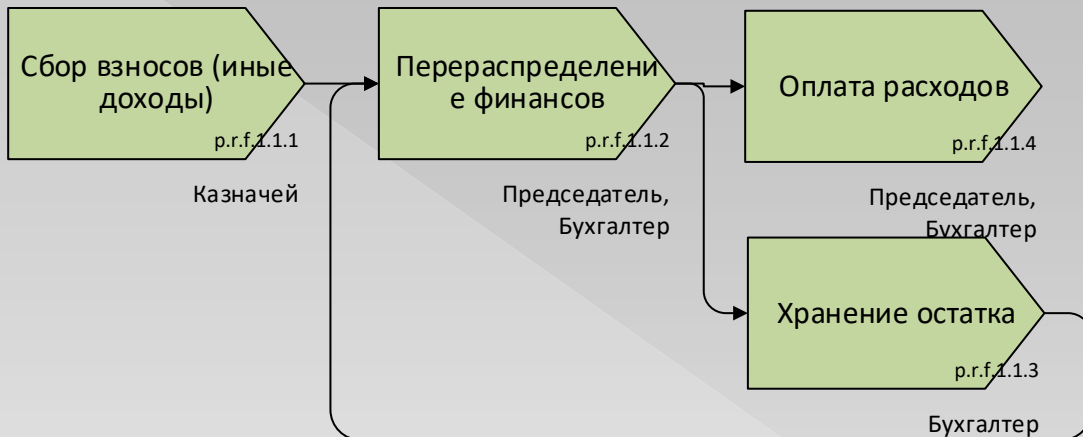 Сбор взносов (иные
доходы)
p.r.f.1.1.1
Казначей
Перераспределени
е финансов
p.r.f.1.1.2
Председатель,
Бухгалтер
Оплата расходов
p.r.f.1.1.4
Председатель,
Бухгалтер
Хранение остатка
p.r.f.1.1.3
Бухгалтер